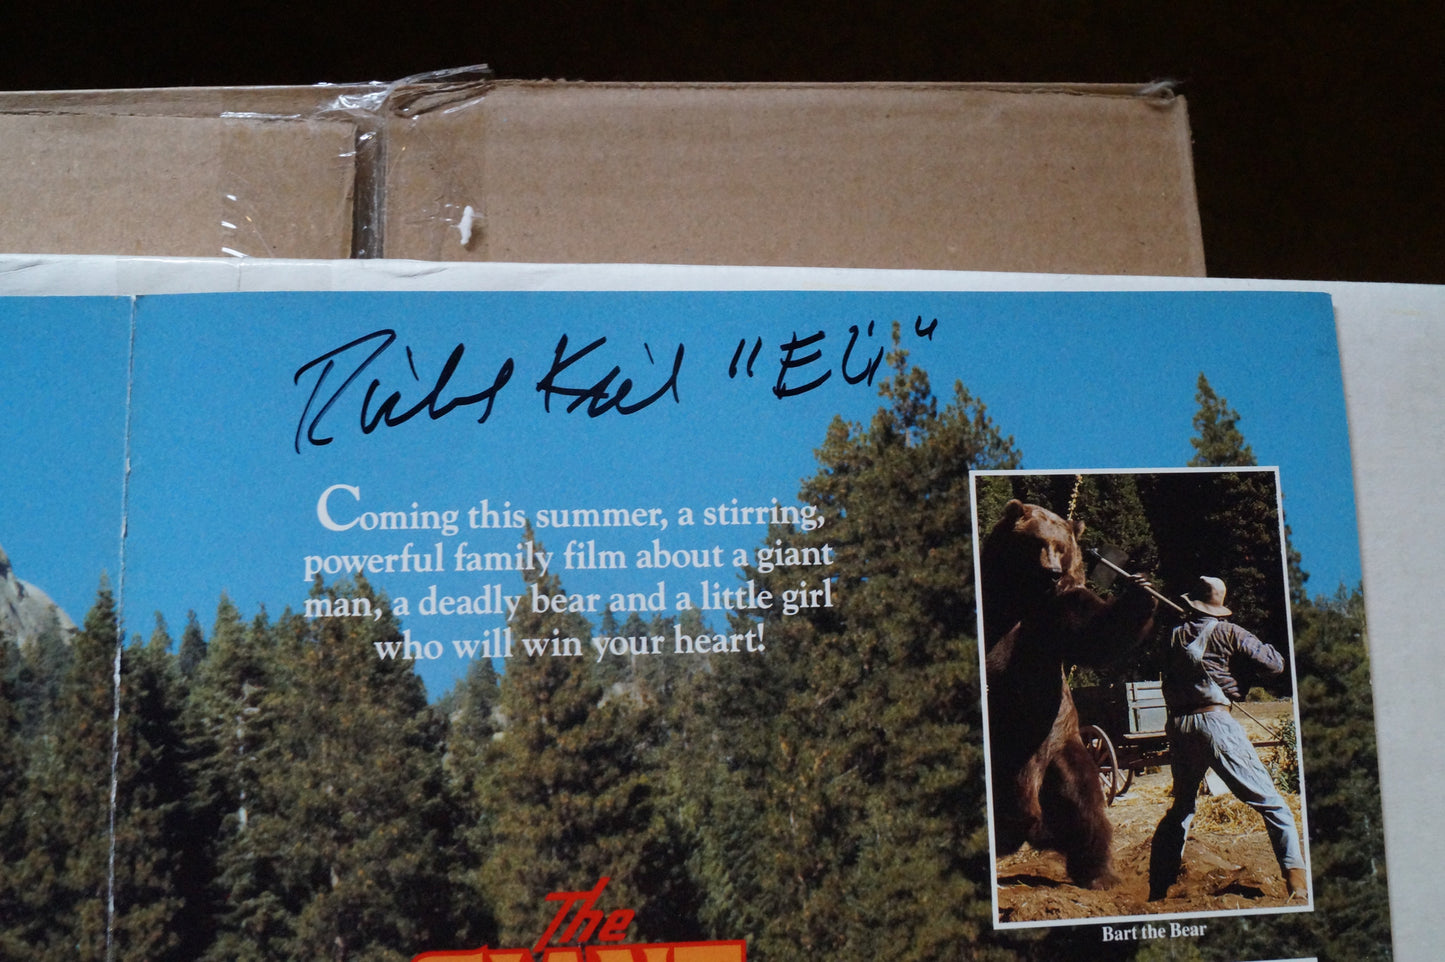 Richard Kiel "Eli"
Coming this summer, a stirring,
powerful family film about a giant
man, a deadly bear and a little girl
who will win your heart!
Bart the Bear
The
GIANT